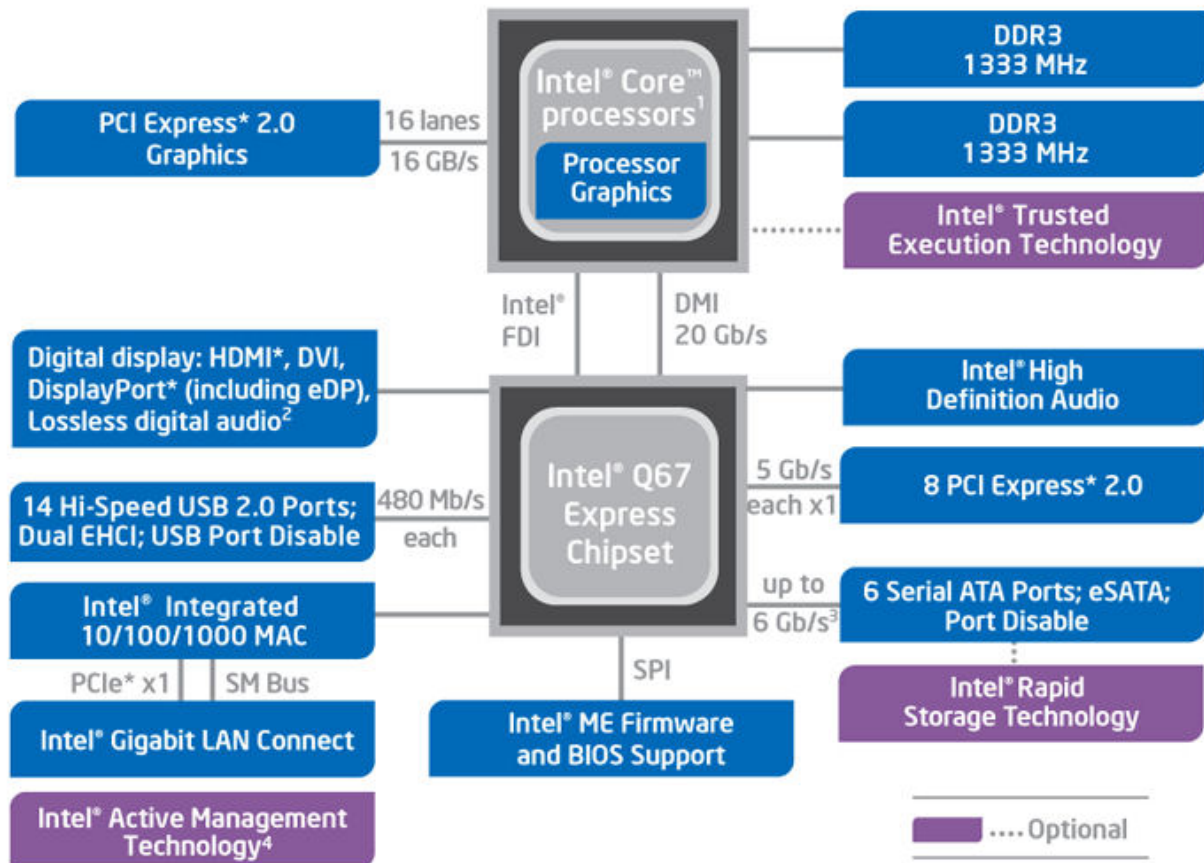 DDR3
1333 MHz
Intel® Core™
processors¹
Processor
Graphics
PCI Express* 2.0
Graphics
16 lanes
16 GB/s
DDR3
1333 MHz
Intel® Trusted
Execution Technology
Intel®
FDI
DMI
20 Gb/s
Digital display: HDMI*, DVI,
DisplayPort* (including eDP),
Lossless digital audio²
Intel® High
Definition Audio
Intel® Q67
Express
Chipset
5 Gb/s
each x1
8 PCI Express* 2.0
14 Hi-Speed USB 2.0 Ports;
Dual EHCI; USB Port Disable
480 Mb/s
each
up to
6 Gb/s³
6 Serial ATA Ports; eSATA;
Port Disable
Intel® Integrated
10/100/1000 MAC
PCIe* x1
SM Bus
SPI
Intel® Rapid
Storage Technology
Intel® Gigabit LAN Connect
Intel® ME Firmware
and BIOS Support
Intel® Active Management
Technology⁴
.... Optional